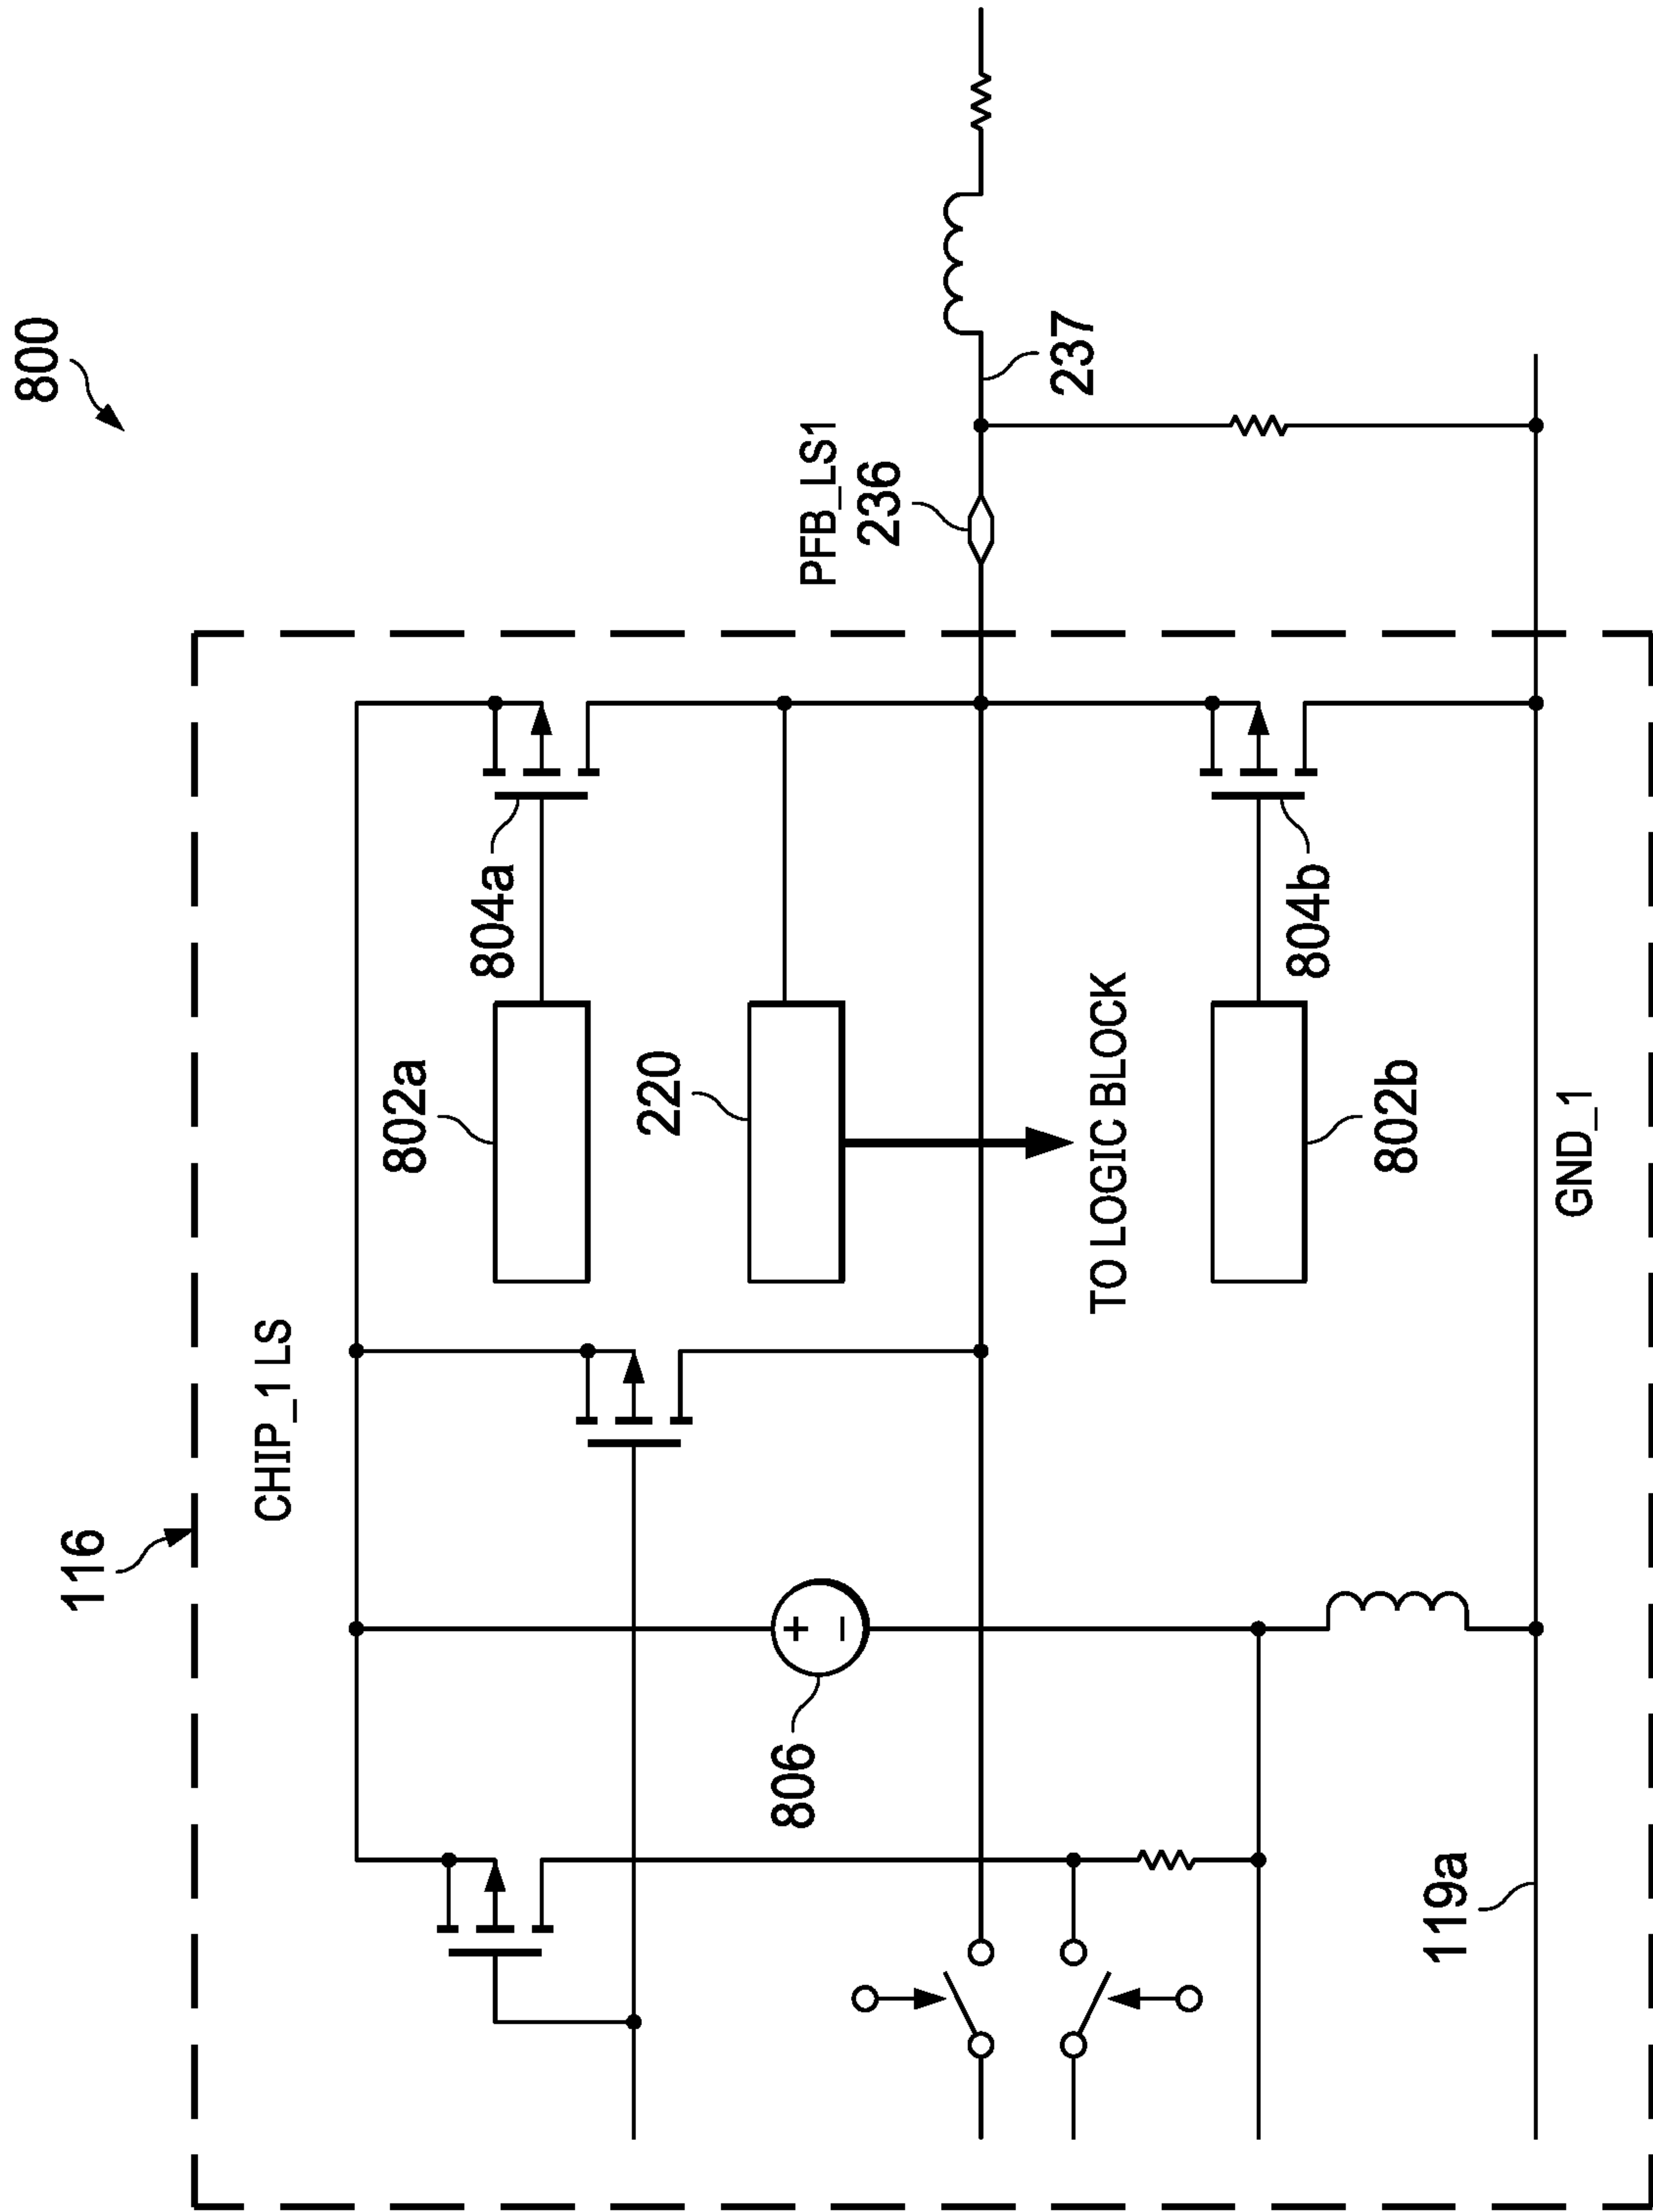 800
116
CHIP_1 LS
802a
804a
220
PFB_LS1
236
237
806
TO LOGIC BLOCK
802b
804b
119a
GND_1
+
−